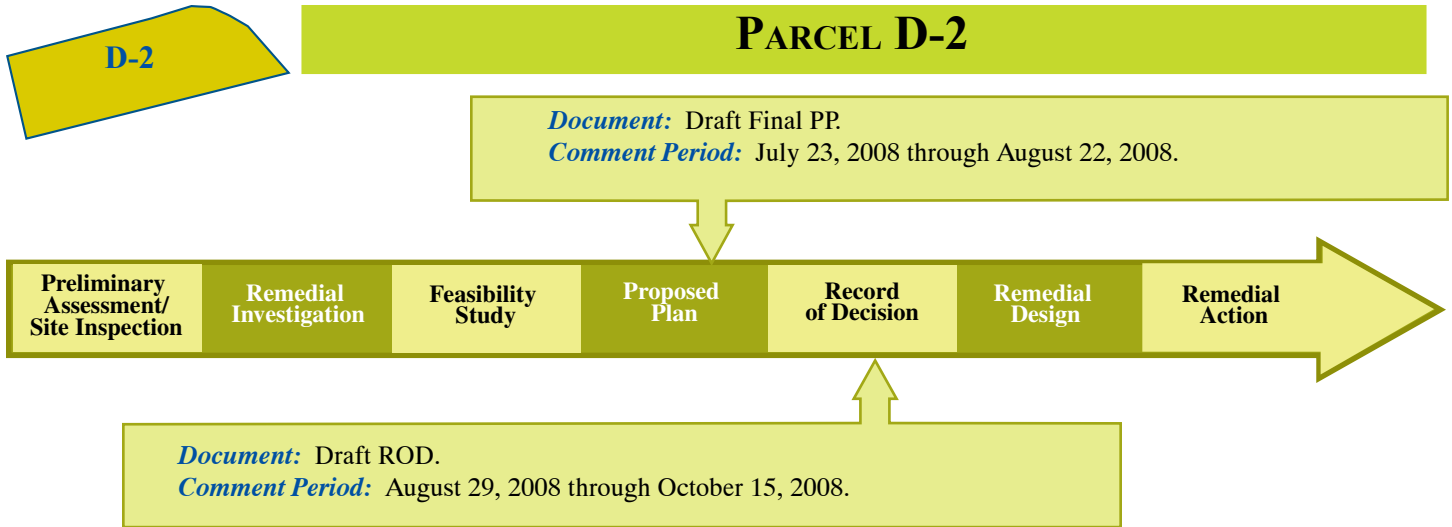 D-2
PARCEL D-2
Document: Draft Final PP.
Comment Period: July 23, 2008 through August 22, 2008.
Preliminary
Assessment/
Site Inspection
Remedial
Investigation
Feasibility
Study
Proposed
Plan
Record
of Decision
Remedial
Design
Remedial
Action
Document: Draft ROD.
Comment Period: August 29, 2008 through October 15, 2008.